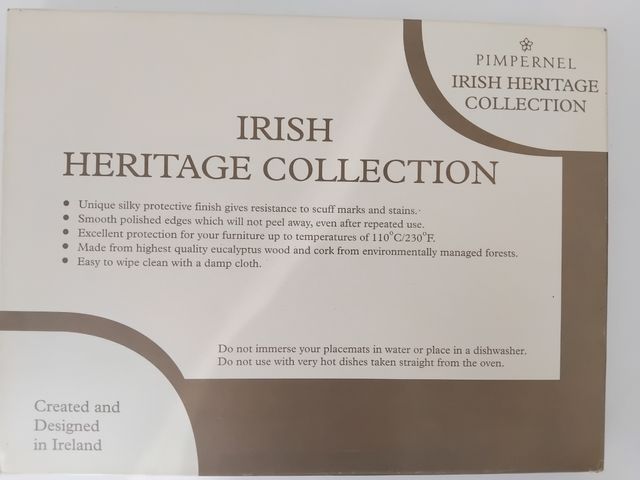 PIMPERNEL
IRISH HERITAGE
COLLECTION
IRISH
HERITAGE COLLECTION
• Unique silky protective finish gives resistance to scuff marks and stains.
• Smooth polished edges which will not peel away, even after repeated use.
• Excellent protection for your furniture up to temperatures of 110°C/230°F.
• Made from highest quality eucalyptus wood and cork from environmentally managed forests.
• Easy to wipe clean with a damp cloth.
Do not immerse your placemats in water or place in a dishwasher.
Do not use with very hot dishes taken straight from the oven.
Created and
Designed
in Ireland